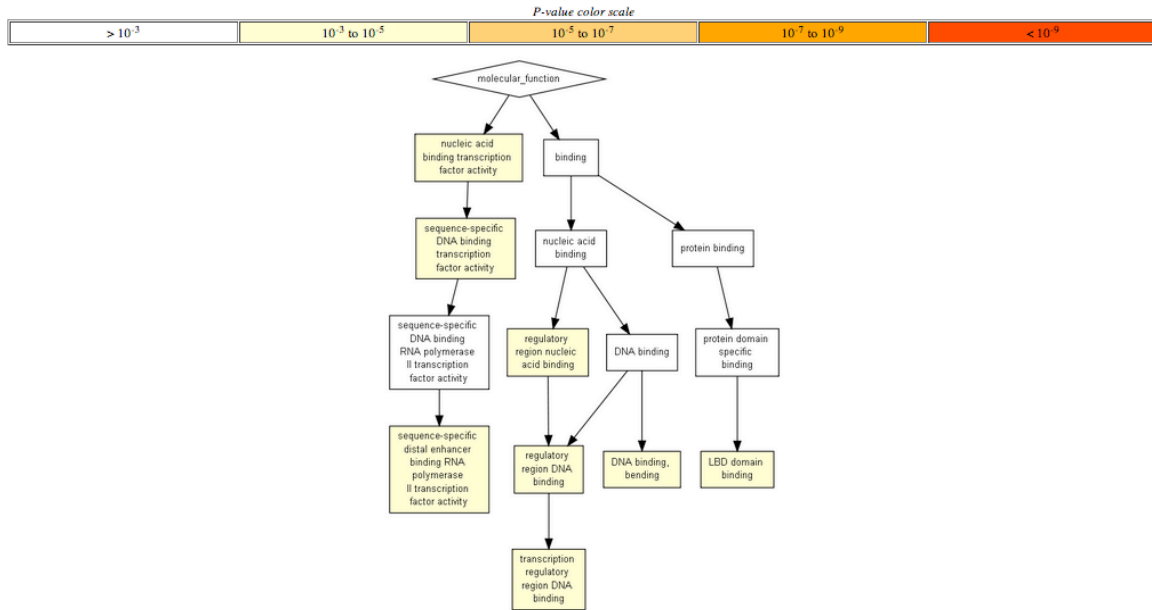 P-value color scale
> 10-3
10-3 to 10-5
10-5 to 10-7
10-7 to 10-9
< 10-9
molecular_function
nucleic acid
binding transcription
factor activity
binding
sequence-specific
DNA binding
transcription
factor activity
nucleic acid
binding
protein binding
sequence-specific
DNA binding
RNA polymerase
II transcription
factor activity
regulatory
region nucleic
acid binding
DNA binding
protein domain
specific
binding
sequence-specific
distal enhancer
binding RNA
polymerase
II transcription
factor activity
regulatory
region DNA
binding
DNA binding,
bending
LBD domain
binding
transcription
regulatory
region DNA
binding